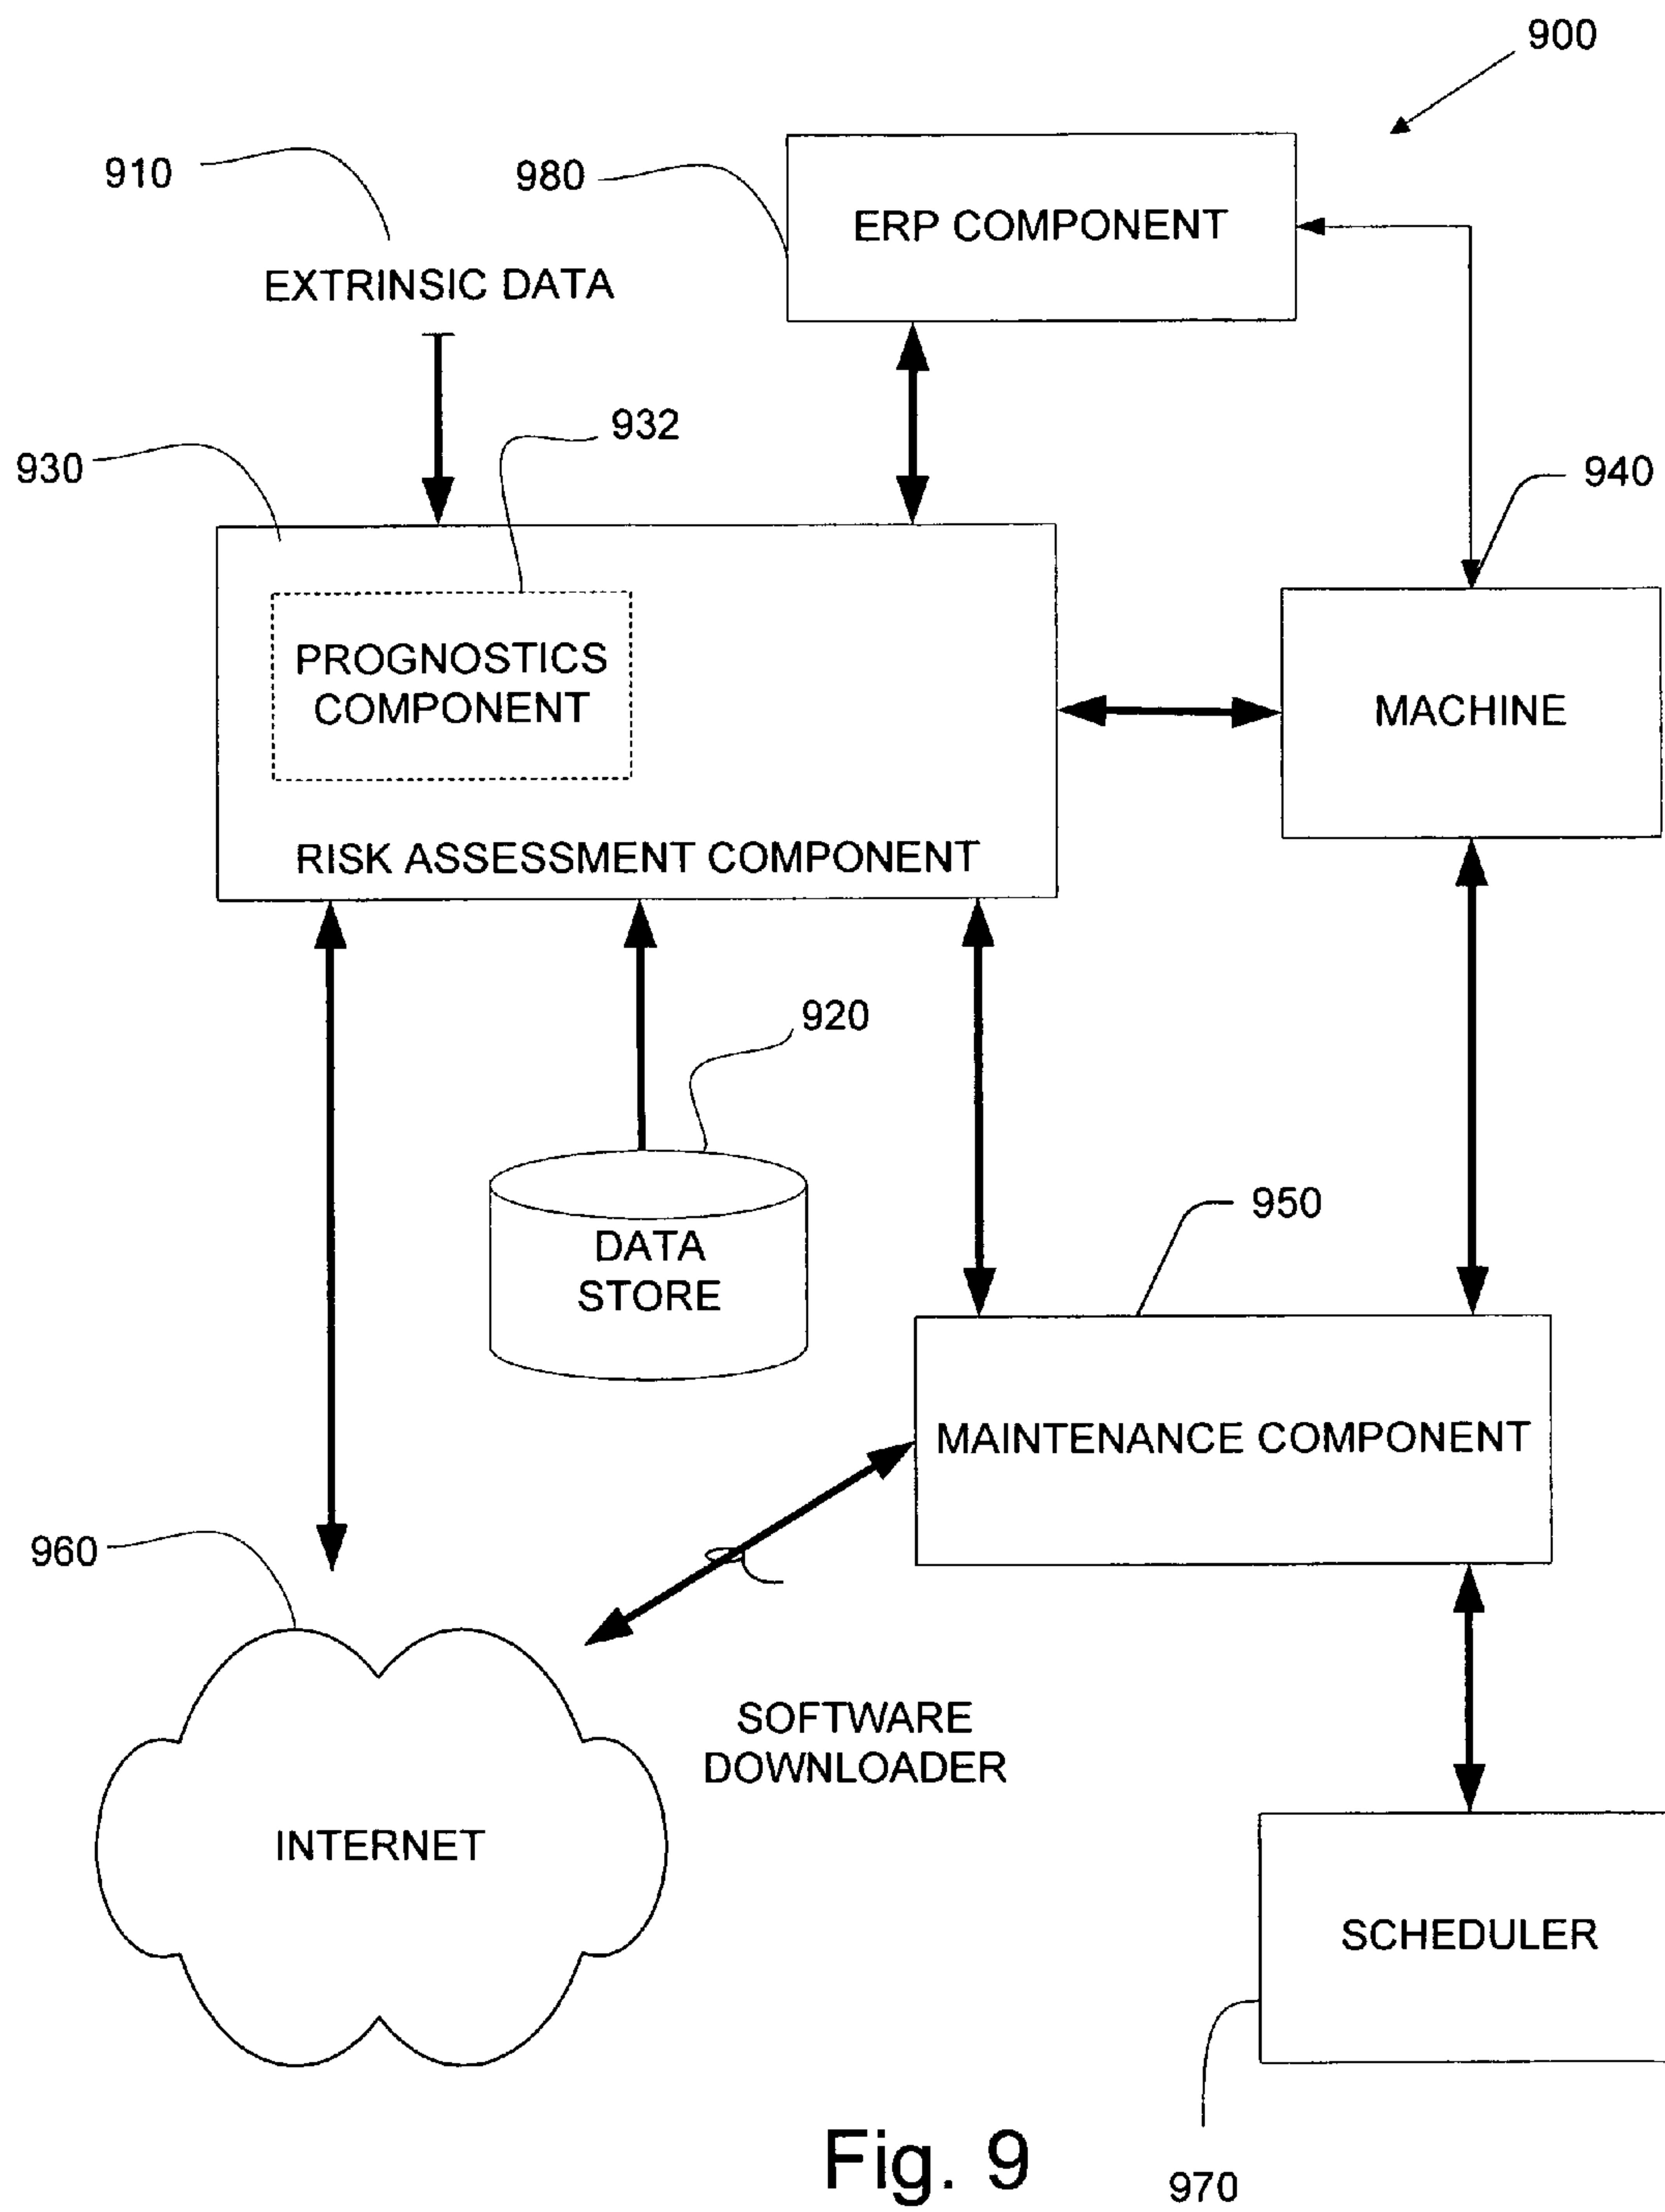 900
910
980
ERP COMPONENT
EXTRINSIC DATA
932
930
940
PROGNOSTICS
COMPONENT
MACHINE
RISK ASSESSMENT COMPONENT
920
950
DATA
STORE
MAINTENANCE COMPONENT
960
SOFTWARE
DOWNLOADER
INTERNET
SCHEDULER
Fig. 9
970